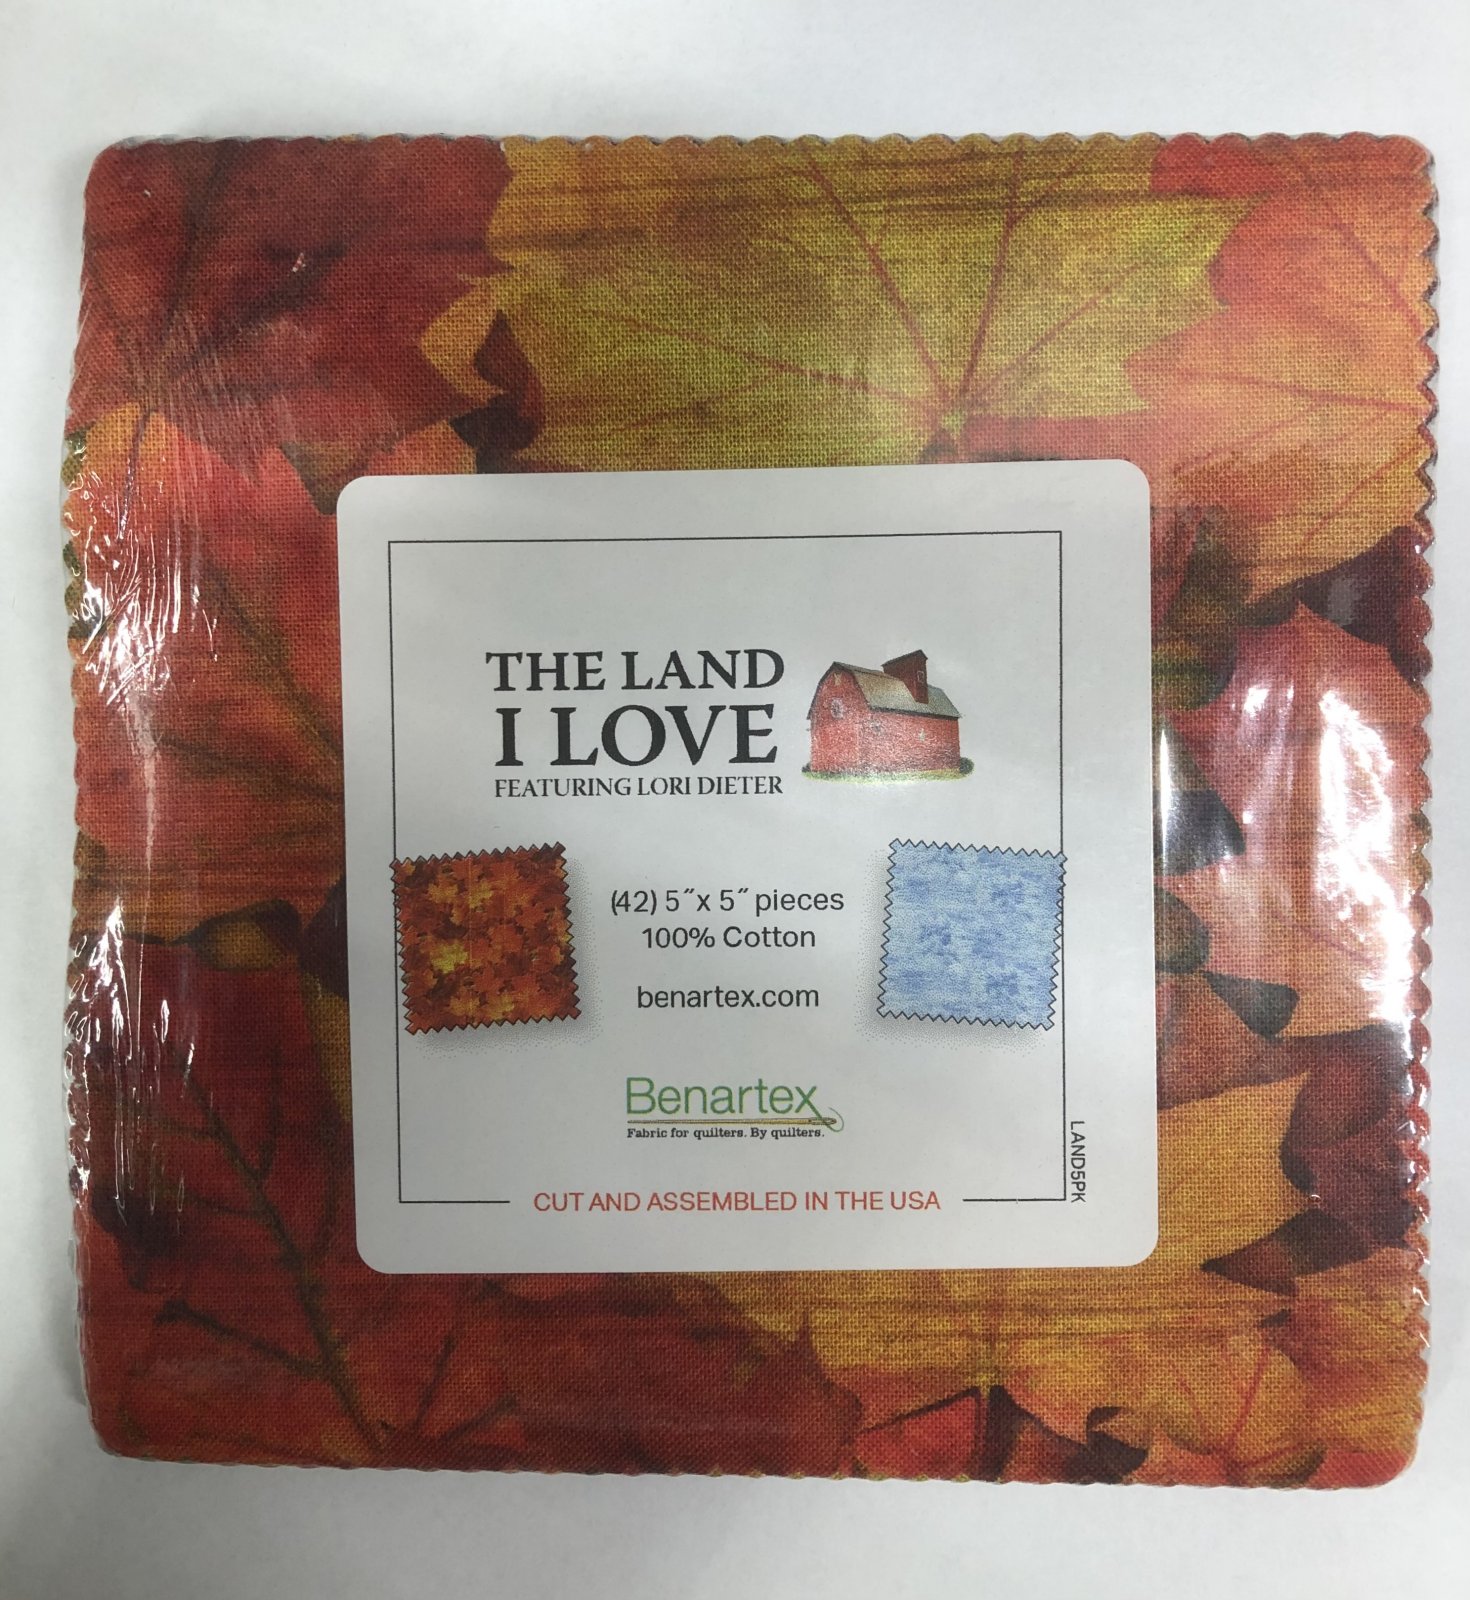 THE LAND
I LOVE
FEATURING LORI DIETER
(42) 5″x 5″ pieces
100% Cotton
benartex.com
Benartex
Fabric for quilters. By quilters.
LAND5PK
CUT AND ASSEMBLED IN THE USA